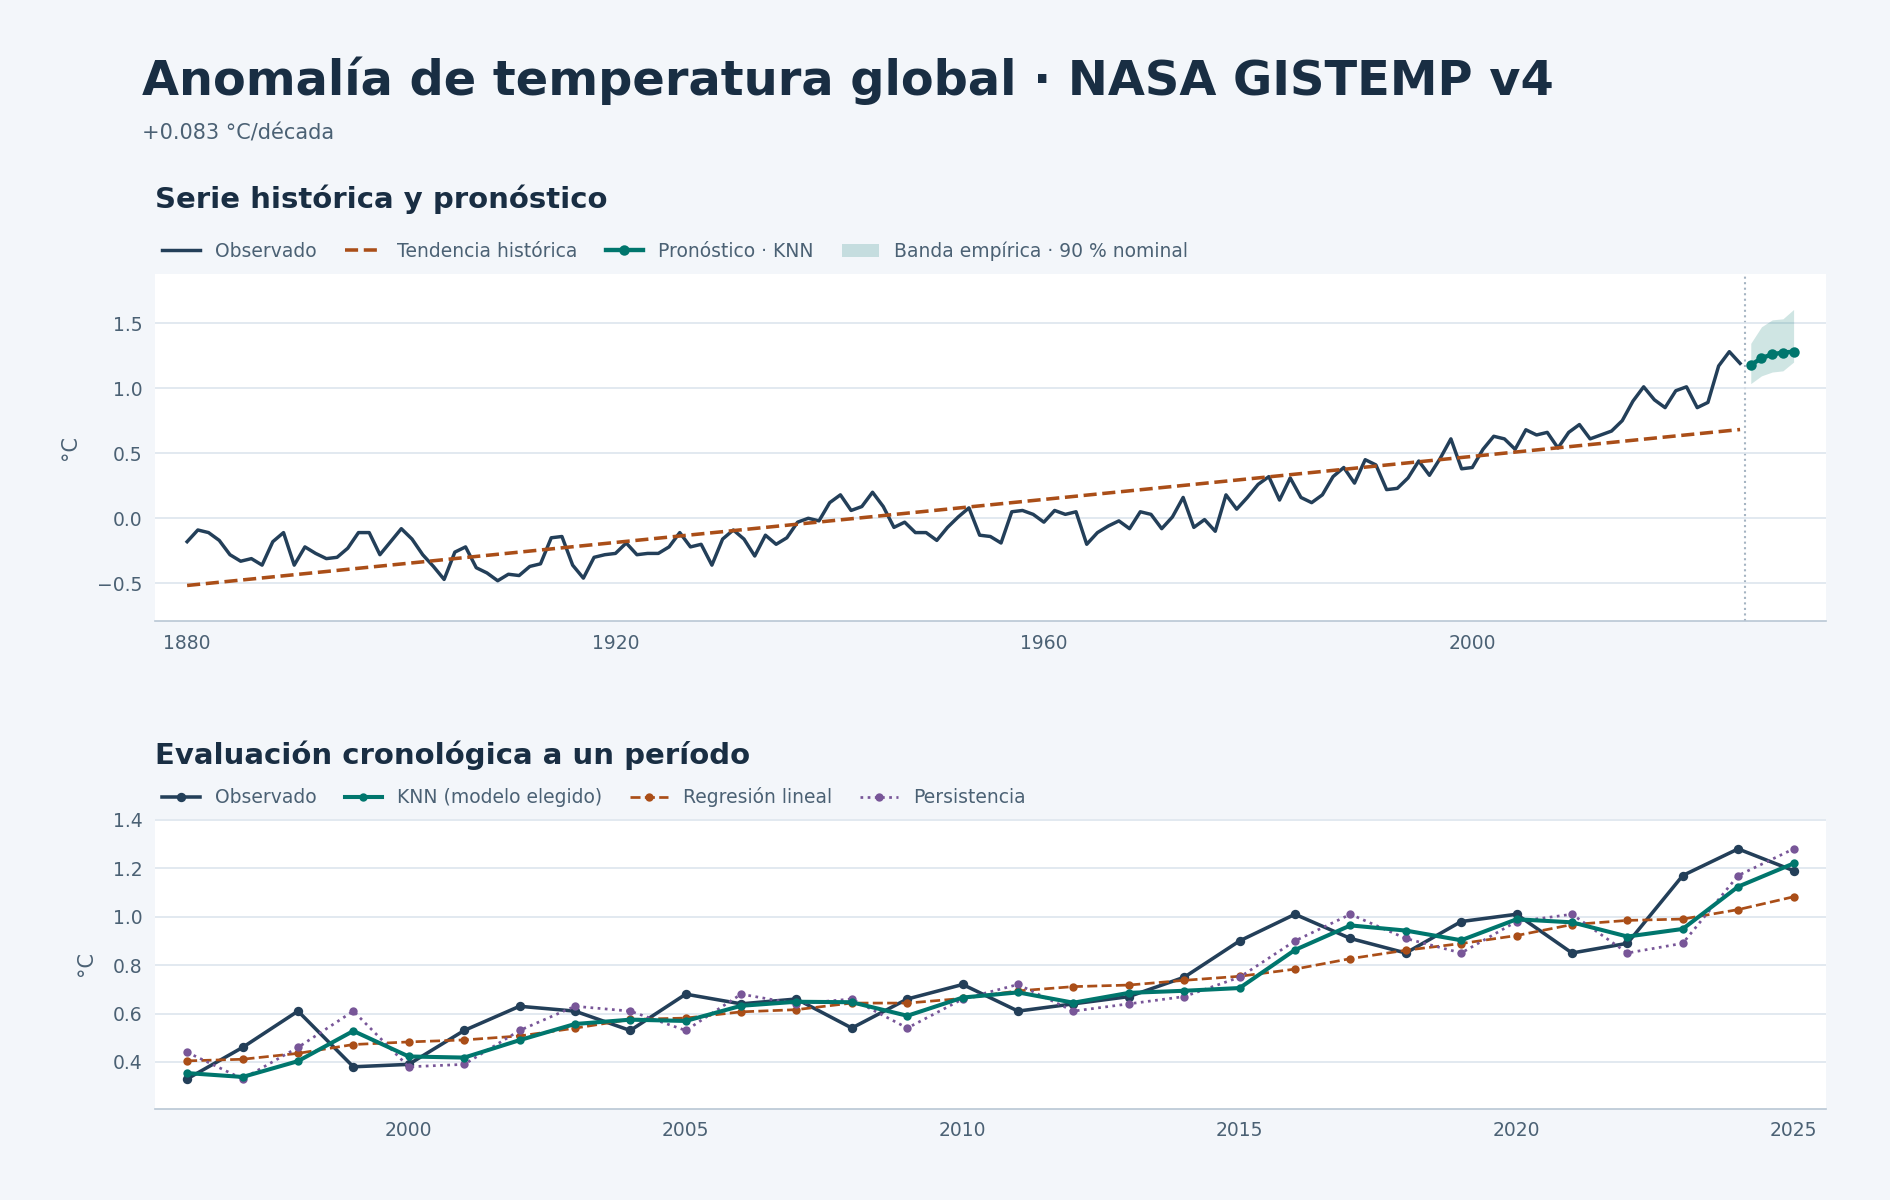 Anomalía de temperatura global · NASA GISTEMP v4
+0.083 °C/década
Serie histórica y pronóstico
Observado Tendencia histórica Pronóstico · KNN Banda empírica · 90 % nominal
1.5
1.0
0.5
0.0
−0.5
°C
1880 1920 1960 2000
Evaluación cronológica a un período
Observado KNN (modelo elegido) Regresión lineal Persistencia
1.4
1.2
1.0
0.8
0.6
0.4
°C
2000 2005 2010 2015 2020 2025